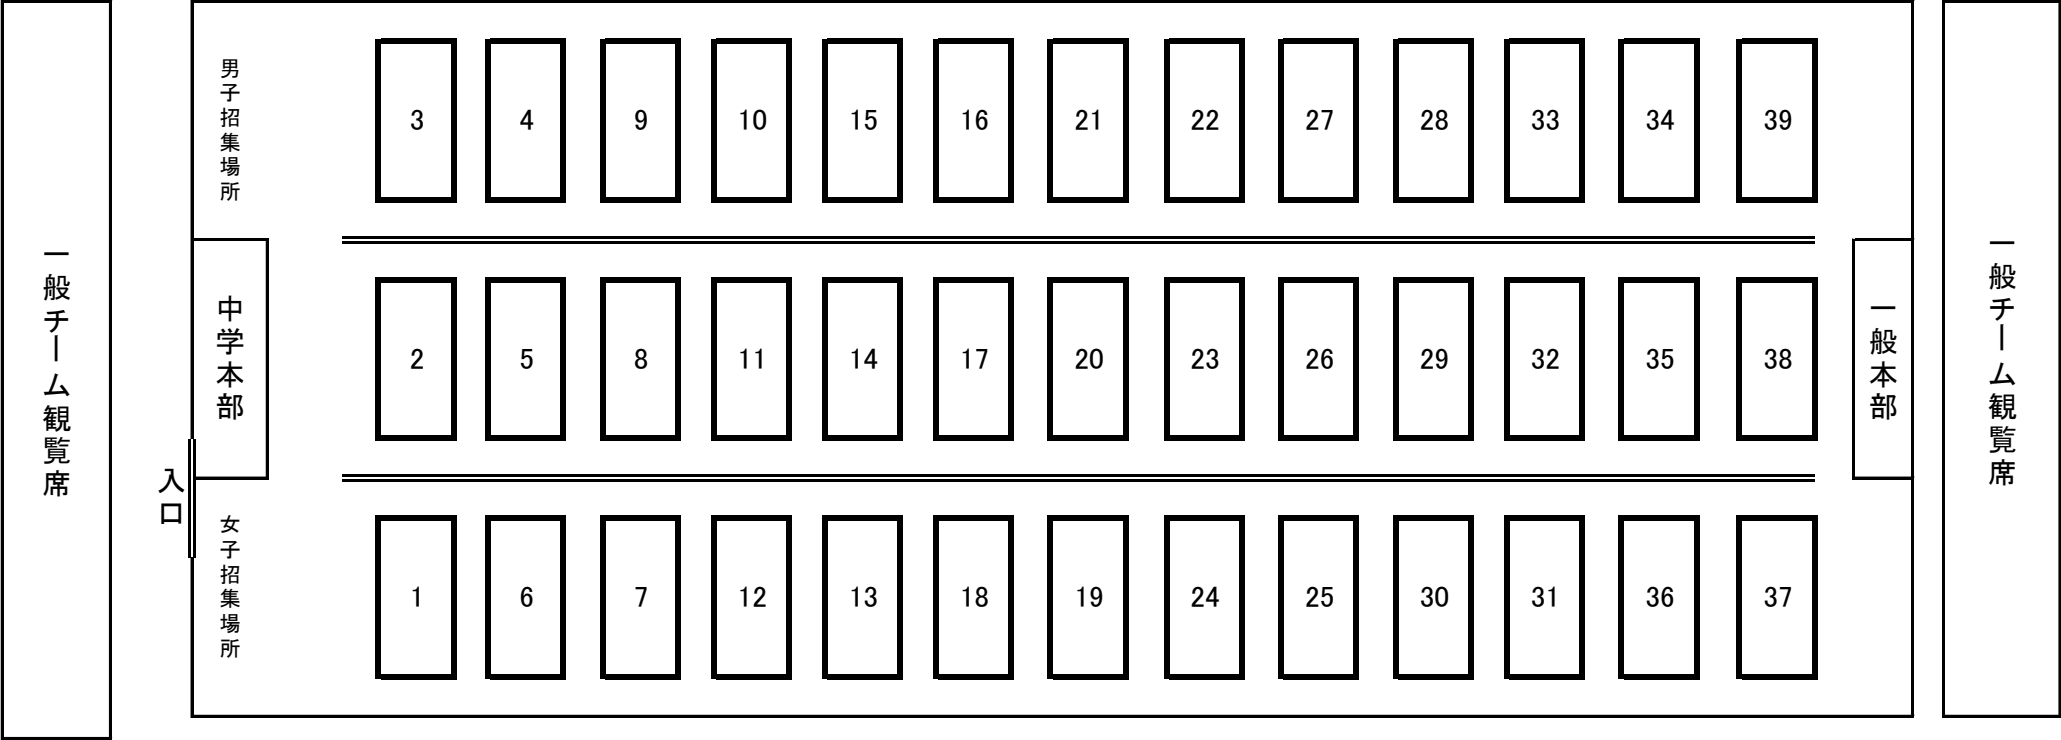 一般チーム観覧席
男子招集場所
3 4 9 10 15 16 21 22 27 28 33 34 39
中学本部
2 5 8 11 14 17 20 23 26 29 32 35 38
一般本部
入口
女子招集場所
1 6 7 12 13 18 19 24 25 30 31 36 37
一般チーム観覧席